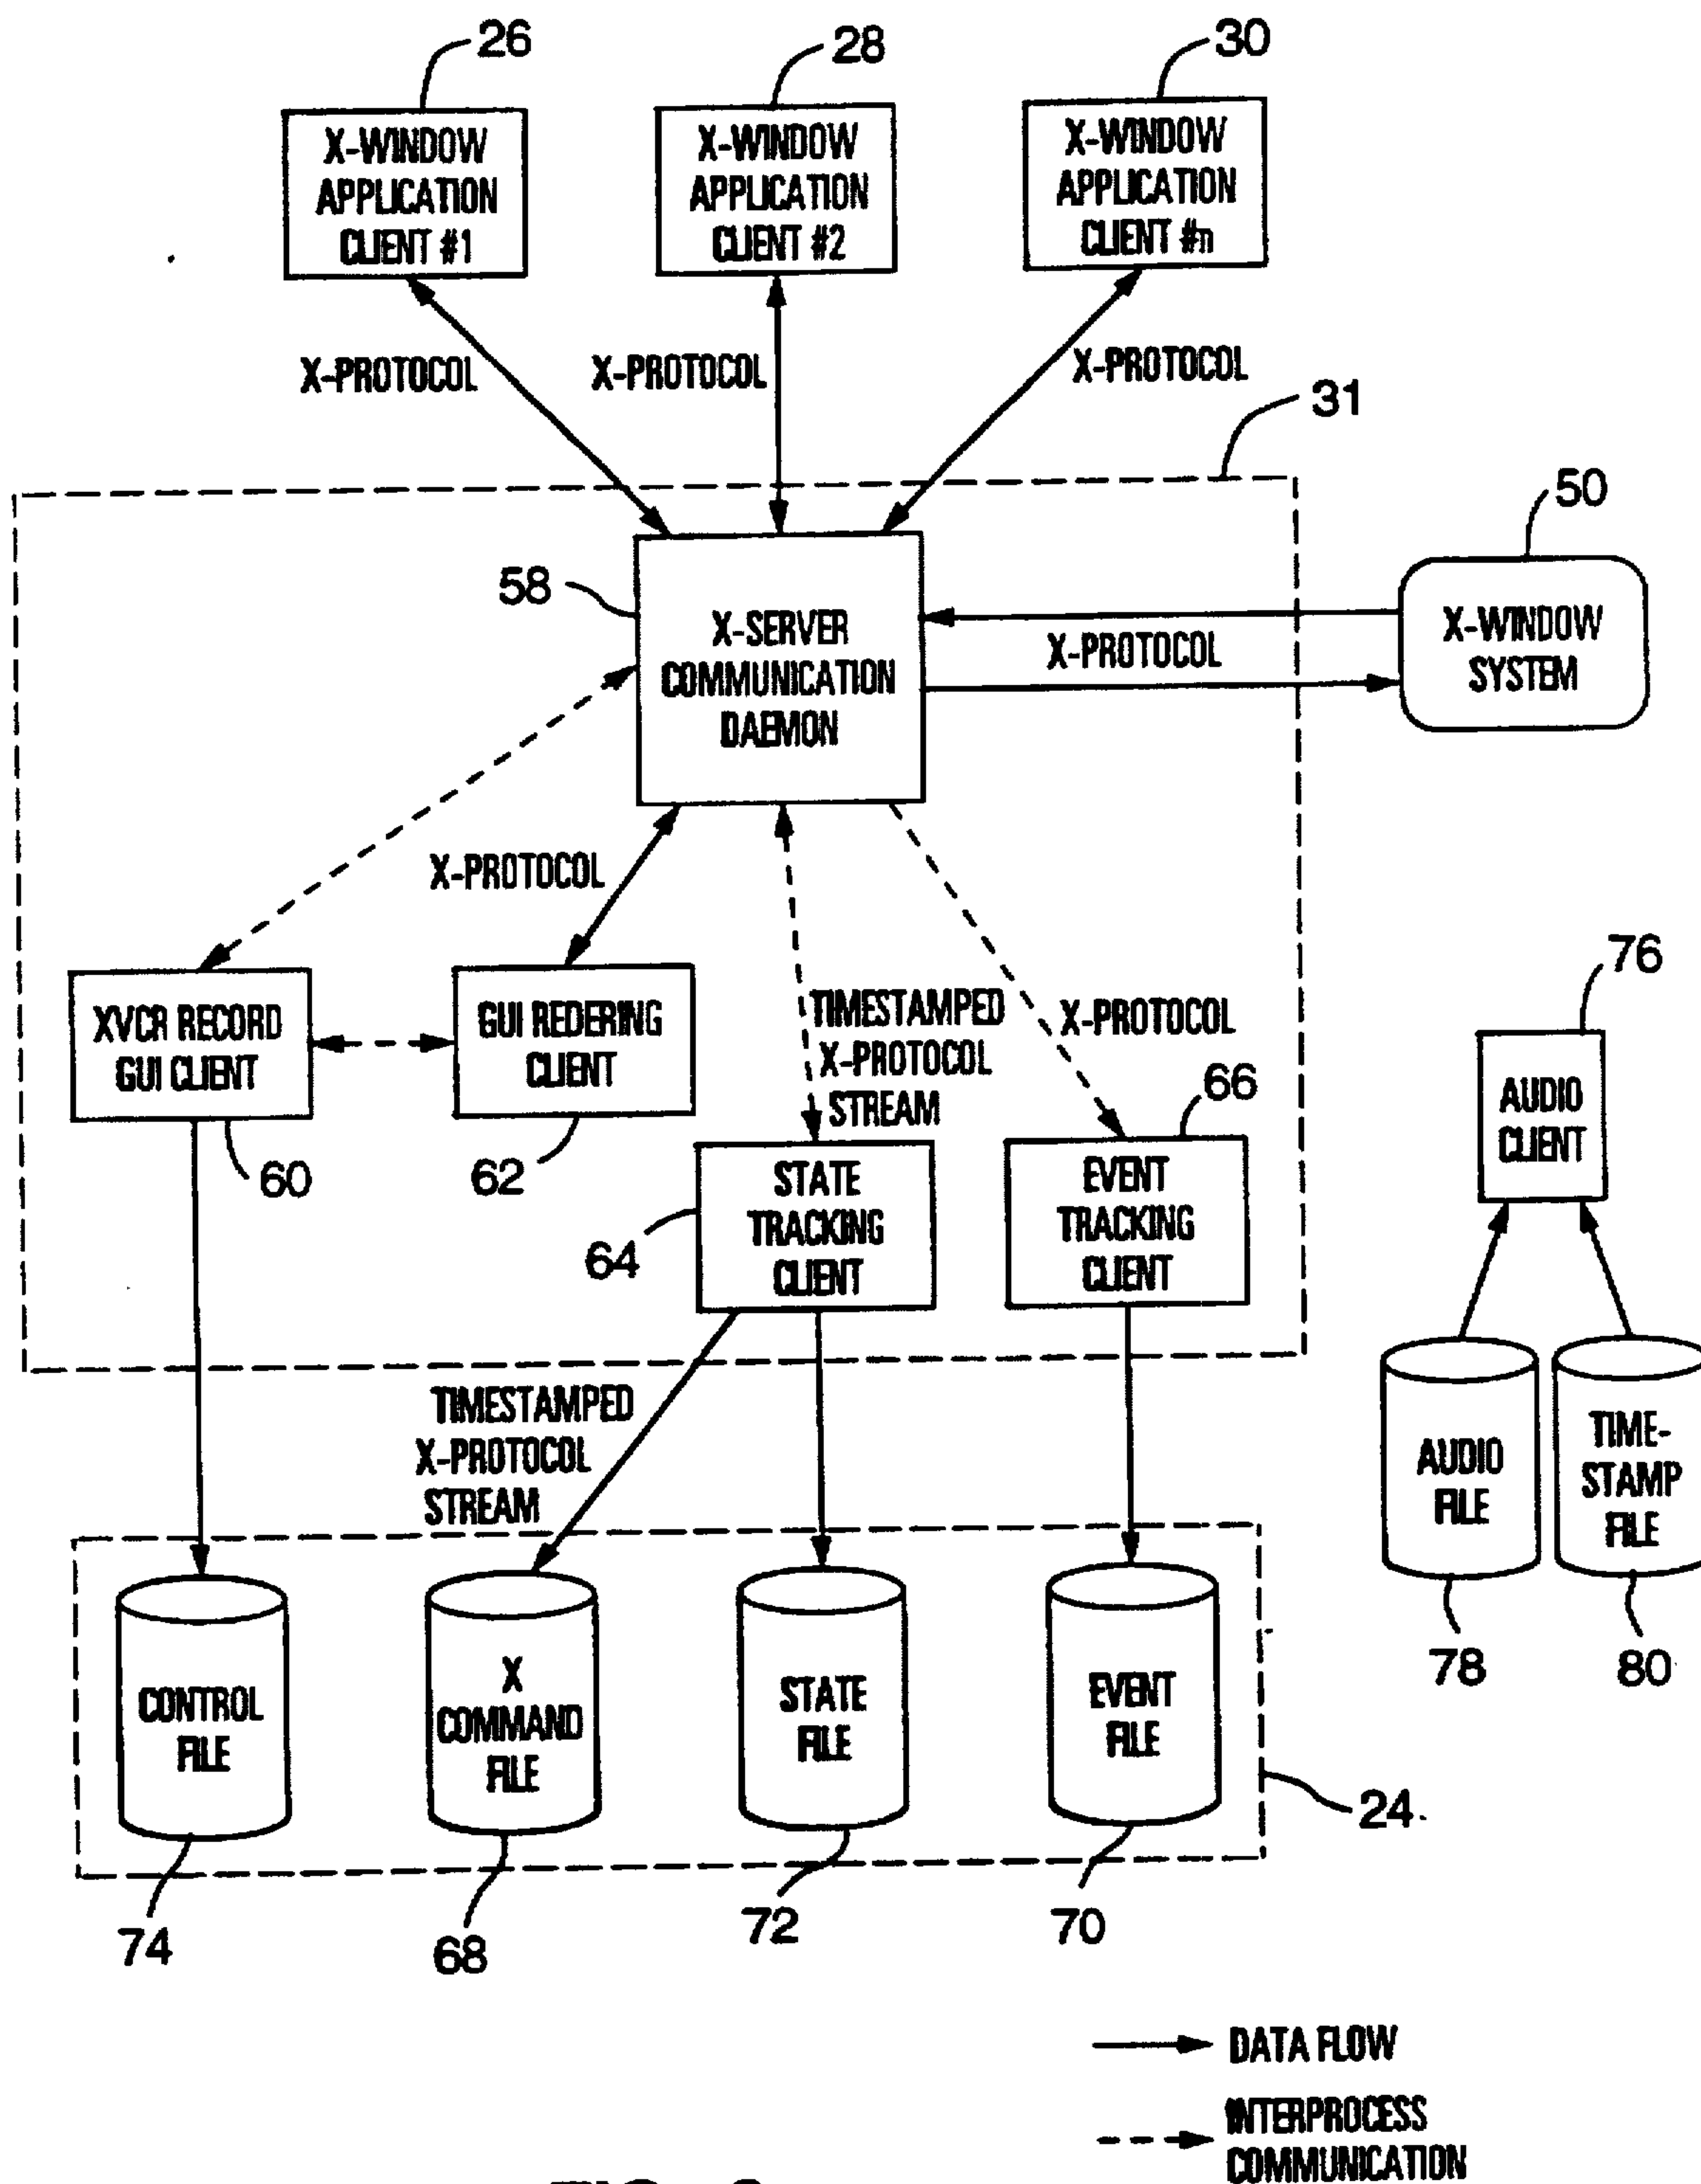 26
28
30
X-WINDOW
APPLICATION
CLIENT #1
X-WINDOW
APPLICATION
CLIENT #2
X-WINDOW
APPLICATION
CLIENT #n
X-PROTOCOL
X-PROTOCOL
X-PROTOCOL
31
50
58
X-SERVER
COMMUNICATION
DAEMON
X-PROTOCOL
X-WINDOW
SYSTEM
X-PROTOCOL
76
XVCR RECORD
GUI CLIENT
GUI REDERING
CLIENT
TIMESTAMPED
X-PROTOCOL
STREAM
X-PROTOCOL
60
62
66
AUDIO
CLIENT
64
STATE
TRACKING
CLIENT
EVENT
TRACKING
CLIENT
TIMESTAMPED
X-PROTOCOL
STREAM
AUDIO
FILE
TIME-
STAMP
FILE
78
80
CONTROL
FILE
X
COMMAND
FILE
STATE
FILE
EVENT
FILE
24
74
68
72
70
DATA FLOW
INTERPROCESS
COMMUNICATION